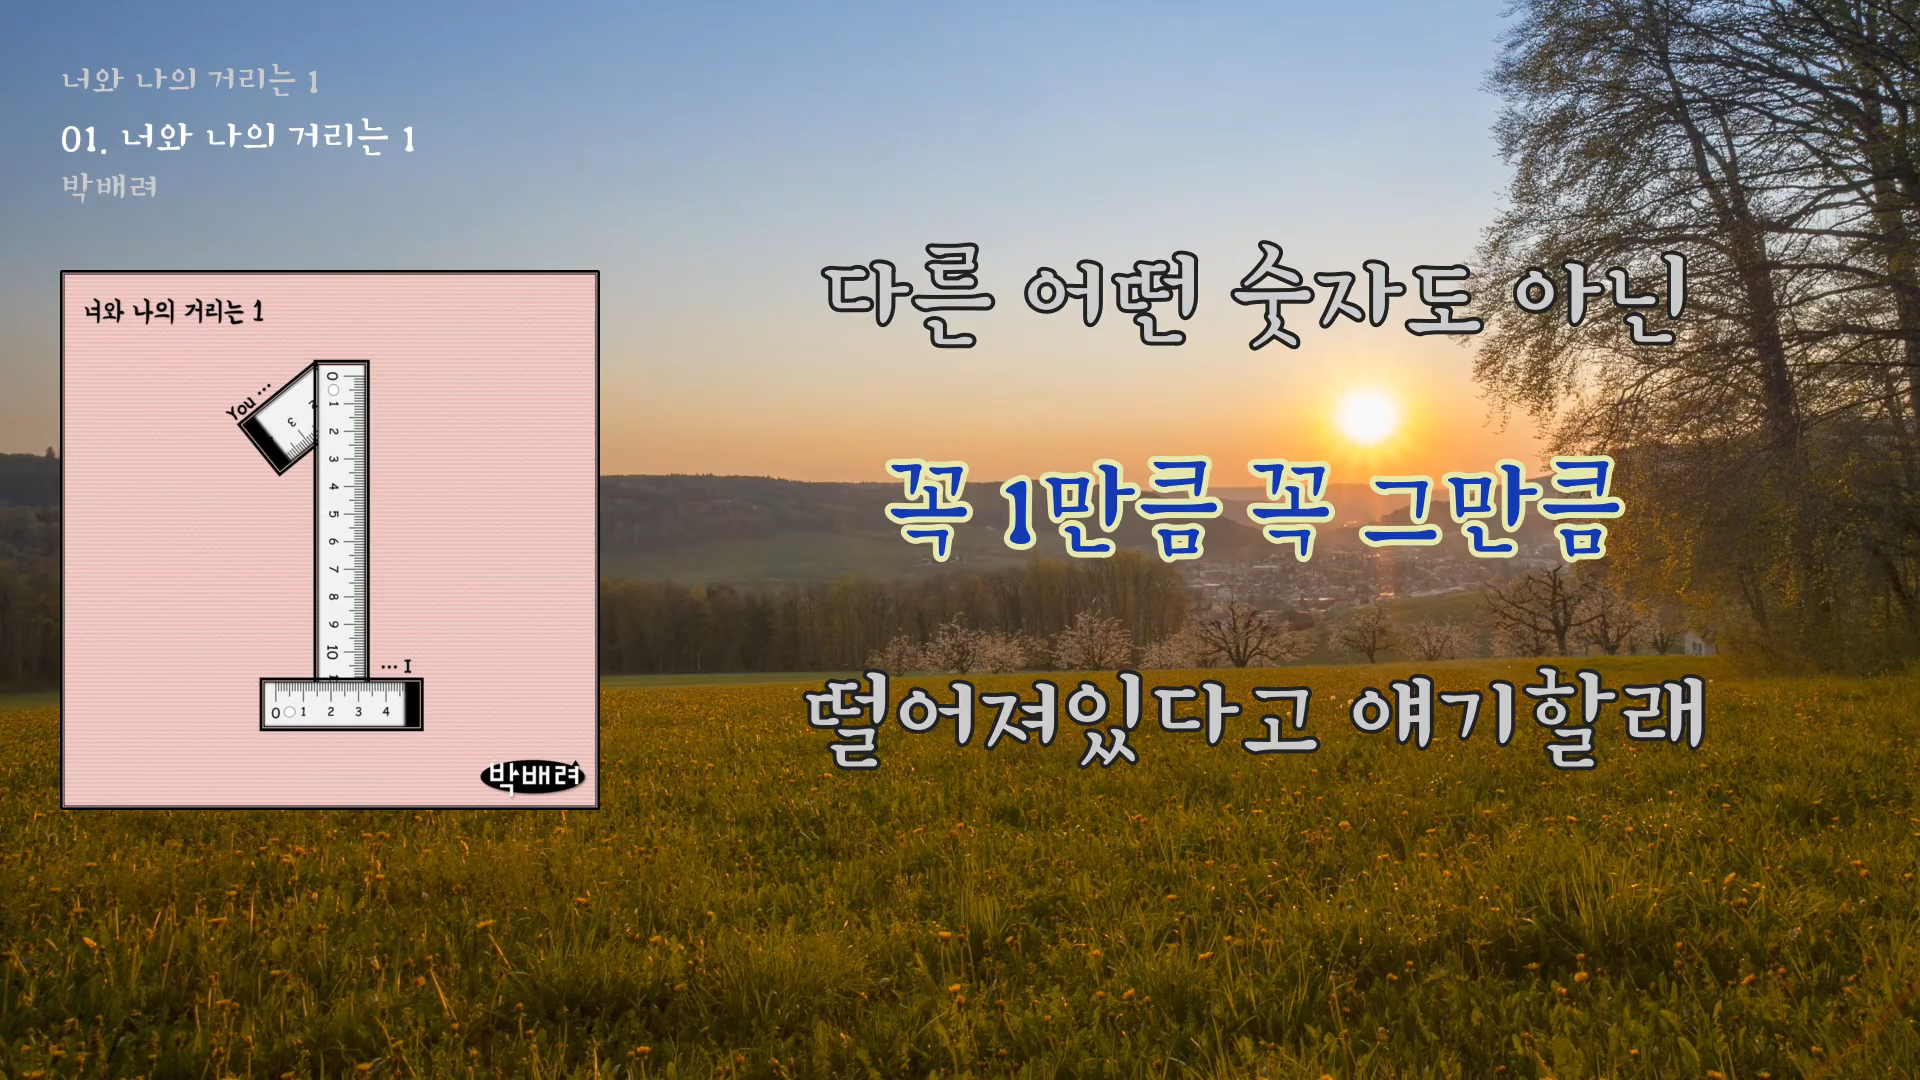 너와 나의 거리는 1
01. 너와 나의 거리는 1
박배려
너와 나의 거리는 1
You ...
2
3
0 1 2 3 4 5 6 7 8 9 10
... I
0 1 2 3 4
박배려
다른 어떤 숫자도 아닌
꼭 1만큼 꼭 그만큼
떨어져있다고 얘기할래